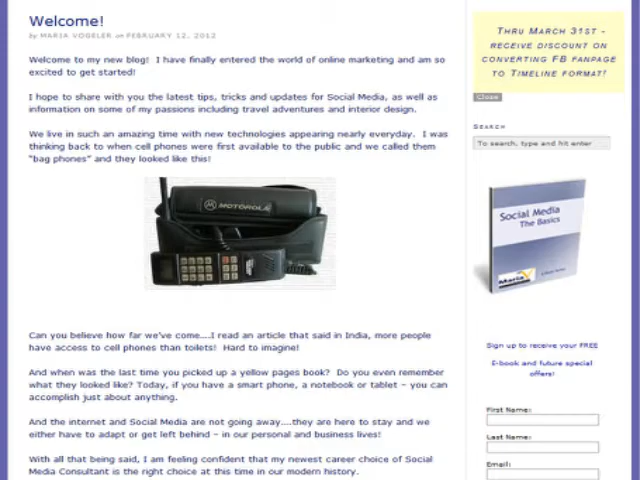 Welcome!
by MARIA VOGELER on FEBRUARY 12, 2012
Welcome to my new blog!  I have finally entered the world of online marketing and am so
excited to get started!
I hope to share with you the latest tips, tricks and updates for Social Media, as well as
information on some of my passions including travel adventures and interior design.
We live in such an amazing time with new technologies appearing nearly everyday.  I was
thinking back to when cell phones were first available to the public and we called them
“bag phones” and they looked like this!
MOTOROLA
Can you believe how far we’ve come....I read an article that said in India, more people
have access to cell phones than toilets!  Hard to imagine!
And when was the last time you picked up a yellow pages book?  Do you even remember
what they looked like? Today, if you have a smart phone, a notebook or tablet – you can
accomplish just about anything.
And the internet and Social Media are not going away....they are here to stay and we
either have to adapt or get left behind – in our personal and business lives!
With all that being said, I am feeling confident that my newest career choice of Social
Media Consultant is the right choice at this time in our modern history.
THRU MARCH 31ST -
RECEIVE DISCOUNT ON
CONVERTING FB FANPAGE
TO TIMELINE FORMAT!
Close
SEARCH
To search, type and hit enter
Social Media
The Basics
Maria
Sign up to receive your FREE
E-book and future special
offers!
First Name:
Last Name:
Email: